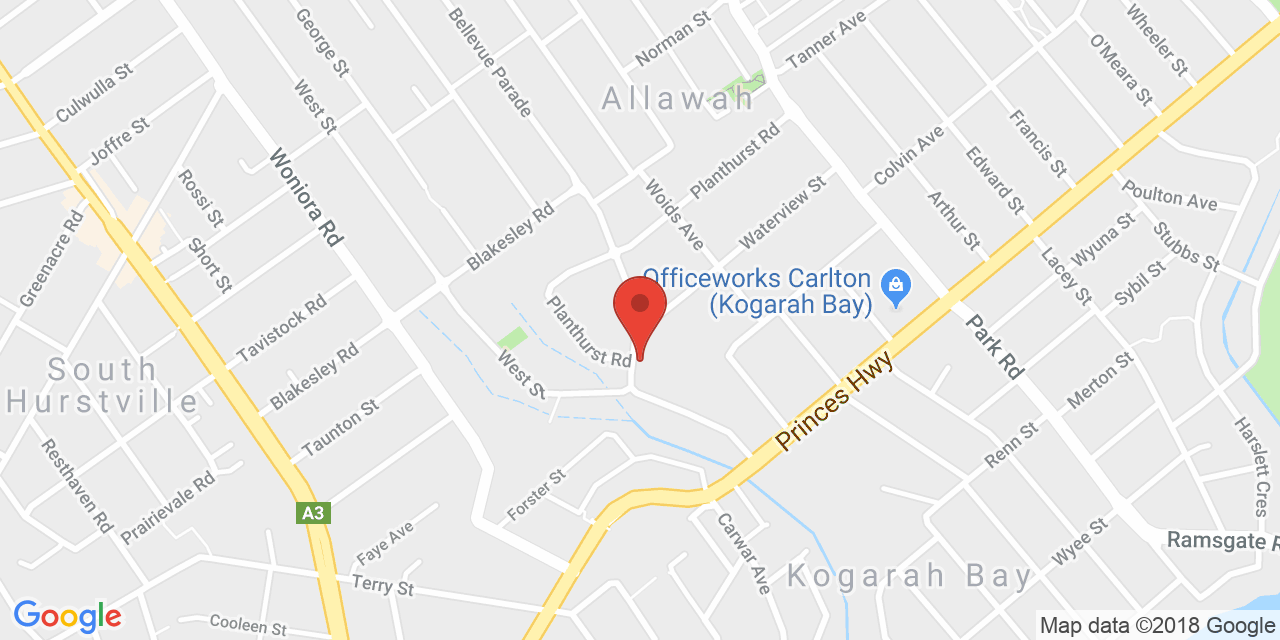 Norman St
Tanner Ave
Wheeler St
O'Meara St
George St
Bellevue Parade
Culwulla St
West St
Allawah
Joffre St
Francis St
Planthurst Rd
Colvin Ave
Woniora Rd
Edward St
Poulton Ave
Rossi St
Woids Ave
Waterview St
Arthur St
Greenacre Rd
Short St
Blakesley Rd
Wyuna St
Stubbs St
Lacey St
Sybil St
Officeworks Carlton
(Kogarah Bay)
Tavistock Rd
Planthurst Rd
Park Rd
South
Hurstville
Blakesley Rd
West St
Princes Hwy
Merton St
Taunton St
Renn St
Harslett Cres
Resthaven Rd
Prairievale Rd
Forster St
A3
Faye Ave
Carwar Ave
Wyee St
Ramsgate R
Terry St
Kogarah Bay
Google
Cooleen St
Map data ©2018 Google